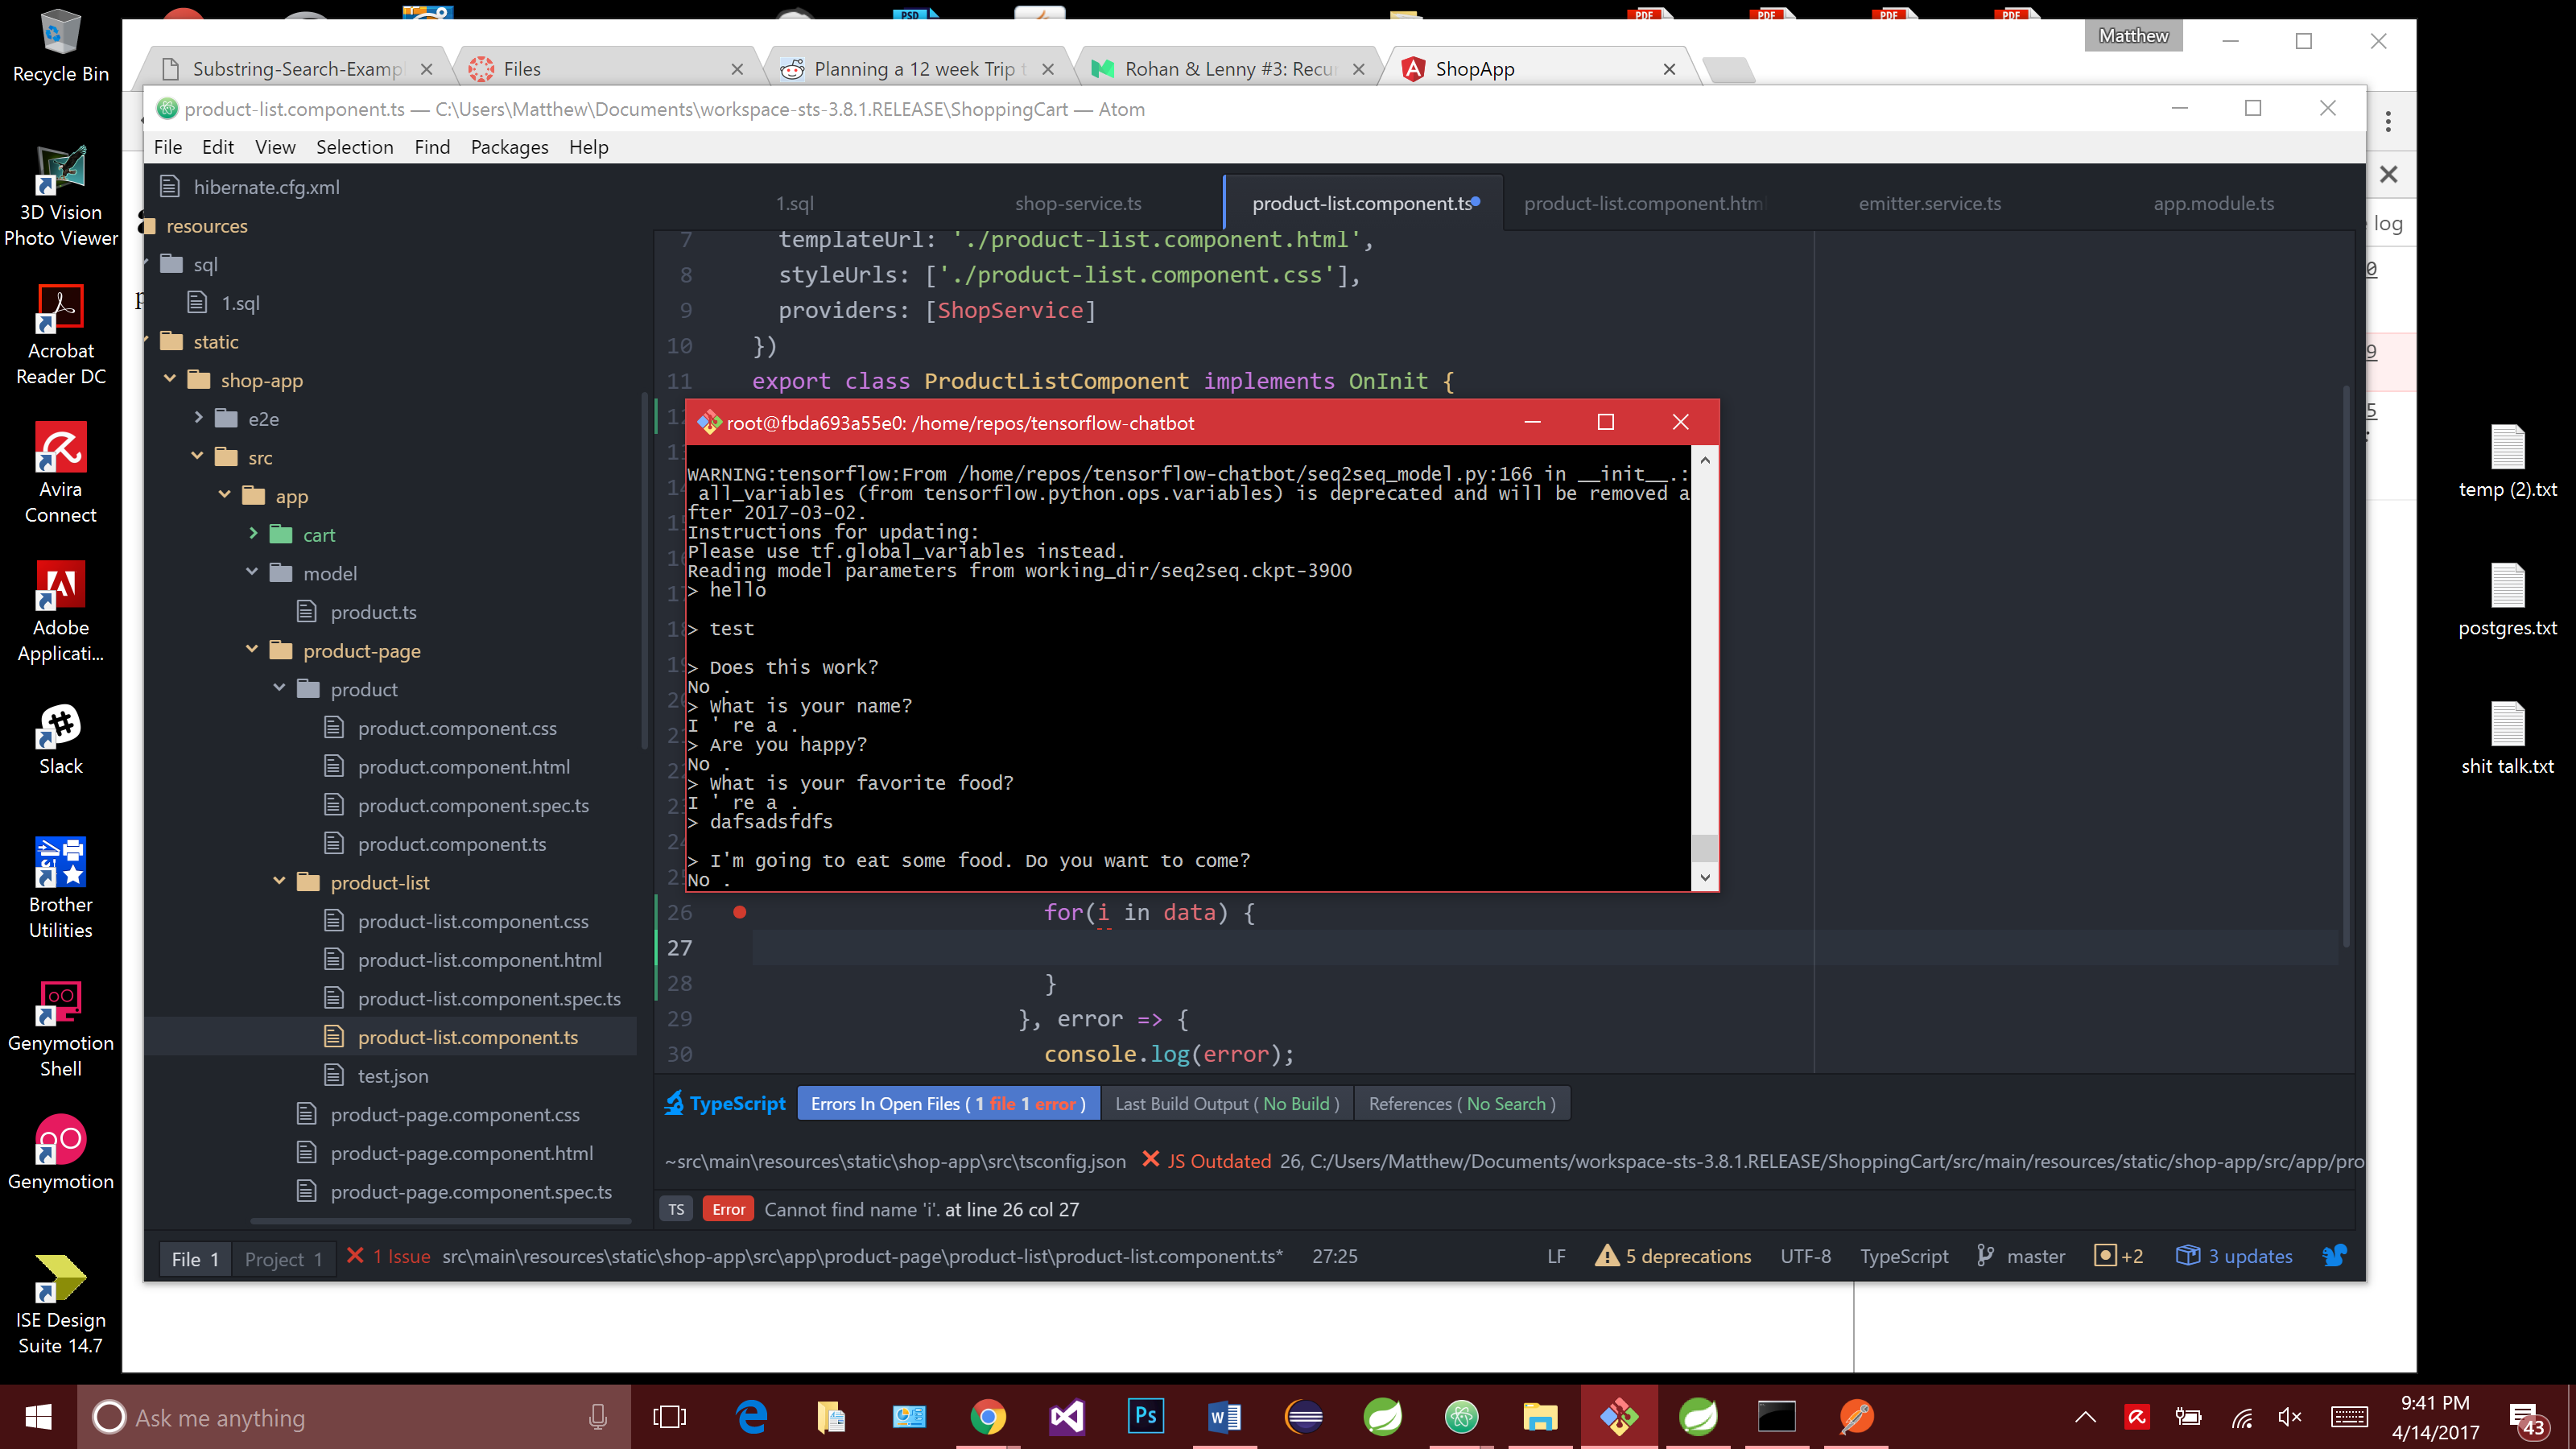 Recycle Bin
3D Vision
Photo Viewer
Acrobat
Reader DC
Avira
Connect
Adobe
Applicati...
Slack
Brother
Utilities
Genymotion
Shell
Genymotion
ISE Design
Suite 14.7
PSD
PDF
PDF
PDF
PDF
Matthew
Substring-Search-Exampl
Files
Planning a 12 week Trip t
Rohan & Lenny #3: Recur
ShopApp
product-list.component.ts — C:\Users\Matthew\Documents\workspace-sts-3.8.1.RELEASE\ShoppingCart — Atom
File Edit View Selection Find Packages Help
hibernate.cfg.xml
resources
sql
1.sql
static
shop-app
e2e
src
app
cart
model
product.ts
product-page
product
product.component.css
product.component.html
product.component.spec.ts
product.component.ts
product-list
product-list.component.css
product-list.component.html
product-list.component.spec.ts
product-list.component.ts
test.json
product-page.component.css
product-page.component.html
product-page.component.spec.ts
1.sql shop-service.ts product-list.component.ts product-list.component.htm emitter.service.ts app.module.ts
log
7 templateUrl: './product-list.component.html',
8 styleUrls: ['./product-list.component.css'],
9 providers: [ShopService]
10 })
11 export class ProductListComponent implements OnInit {
root@fbda693a55e0: /home/repos/tensorflow-chatbot
WARNING:tensorflow:From /home/repos/tensorflow-chatbot/seq2seq_model.py:166 in __init__.:
all_variables (from tensorflow.python.ops.variables) is deprecated and will be removed a
fter 2017-03-02.
Instructions for updating:
Please use tf.global_variables instead.
Reading model parameters from working_dir/seq2seq.ckpt-3900
> hello
> test
> Does this work?
No .
> What is your name?
I ' re a .
> Are you happy?
No .
> What is your favorite food?
I ' re a .
> dafsadsfdfs
> I'm going to eat some food. Do you want to come?
No .
26 for(i in data) {
27
28 }
29 }, error => {
30 console.log(error);
TypeScript Errors In Open Files ( 1 file 1 error ) Last Build Output ( No Build ) References ( No Search )
~src\main\resources\static\shop-app\src\tsconfig.json JS Outdated 26, C:/Users/Matthew/Documents/workspace-sts-3.8.1.RELEASE/ShoppingCart/src/main/resources/static/shop-app/src/app/pro
TS Error Cannot find name 'i'. at line 26 col 27
File 1 Project 1 1 Issue src\main\resources\static\shop-app\src\app\product-page\product-list\product-list.component.ts* 27:25 LF 5 deprecations UTF-8 TypeScript master +2 3 updates
temp (2).txt
postgres.txt
shit talk.txt
Ask me anything
Ps
9:41 PM
4/14/2017
43